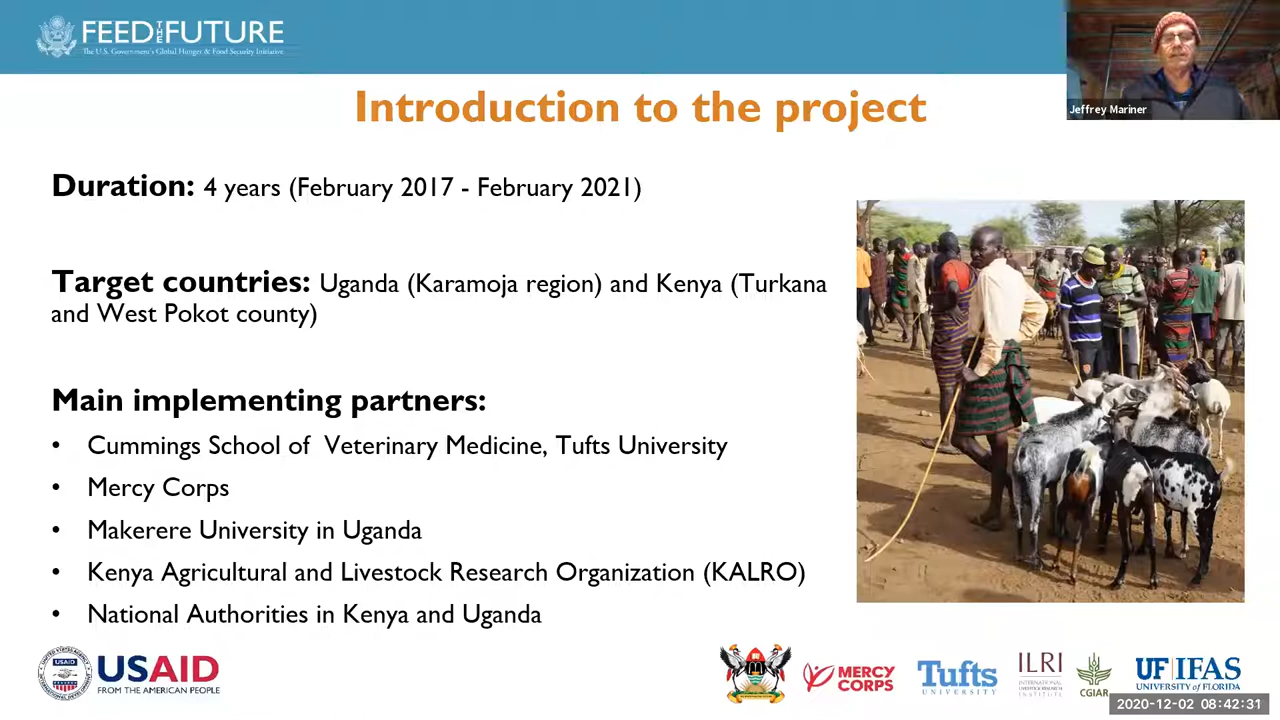 FEED THE FUTURE
The U.S. Government's Global Hunger & Food Security Initiative
Jeffrey Mariner
Introduction to the project
Duration: 4 years (February 2017 - February 2021)
Target countries: Uganda (Karamoja region) and Kenya (Turkana
and West Pokot county)
Main implementing partners:
• Cummings School of Veterinary Medicine, Tufts University
• Mercy Corps
• Makerere University in Uganda
• Kenya Agricultural and Livestock Research Organization (KALRO)
• National Authorities in Kenya and Uganda
USAID
USAID
FROM THE AMERICAN PEOPLE
MERCY
CORPS
Tufts
UNIVERSITY
ILRI
INTERNATIONAL
LIVESTOCK RESEARCH
INSTITUTE
CGIAR
UF|IFAS
UNIVERSITY of FLORIDA
2020-12-02 08:42:31